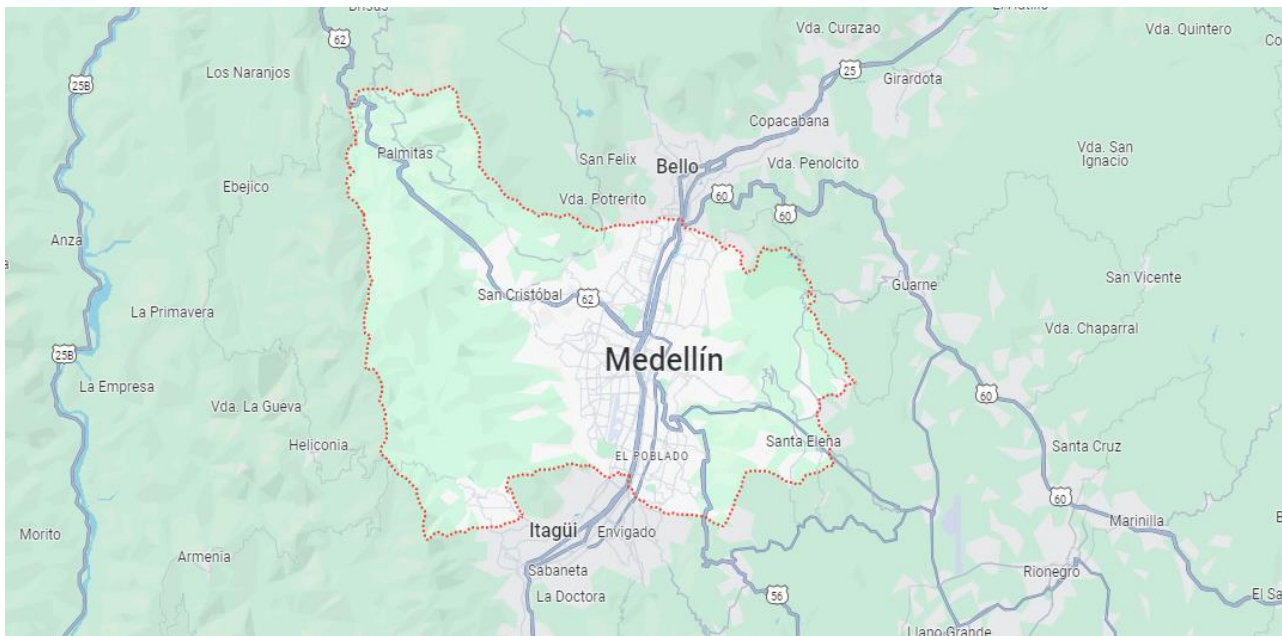 62
25B
Los Naranjos
Vda. Curazao
Vda. Quintero
25
Girardota
Copacabana
Palmitas
San Felix
Bello
Vda. Penolcito
Vda. San
Ignacio
Ebejico
Vda. Potrerito
60
60
Anza
San Cristóbal
62
Guarne
San Vicente
La Primavera
Vda. Chaparral
25B
Medellín
La Empresa
60
Vda. La Gueva
Heliconia
EL POBLADO
Santa Elena
Santa Cruz
60
Morito
Armenia
Itagüi
Envigado
Marinilla
Sabaneta
Rionegro
La Doctora
56
El Sa
Llano Grande